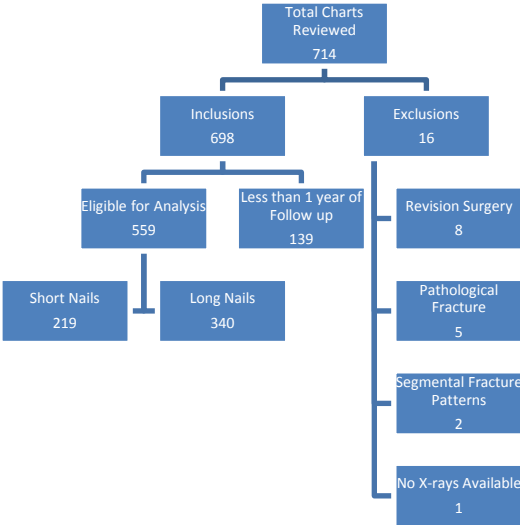 Total Charts
Reviewed
714
Inclusions
698
Exclusions
16
Eligible for Analysis
559
Less than 1 year of
Follow up
139
Revision Surgery
8
Short Nails
219
Long Nails
340
Pathological
Fracture
5
Segmental Fracture
Patterns
2
No X-rays Available
1